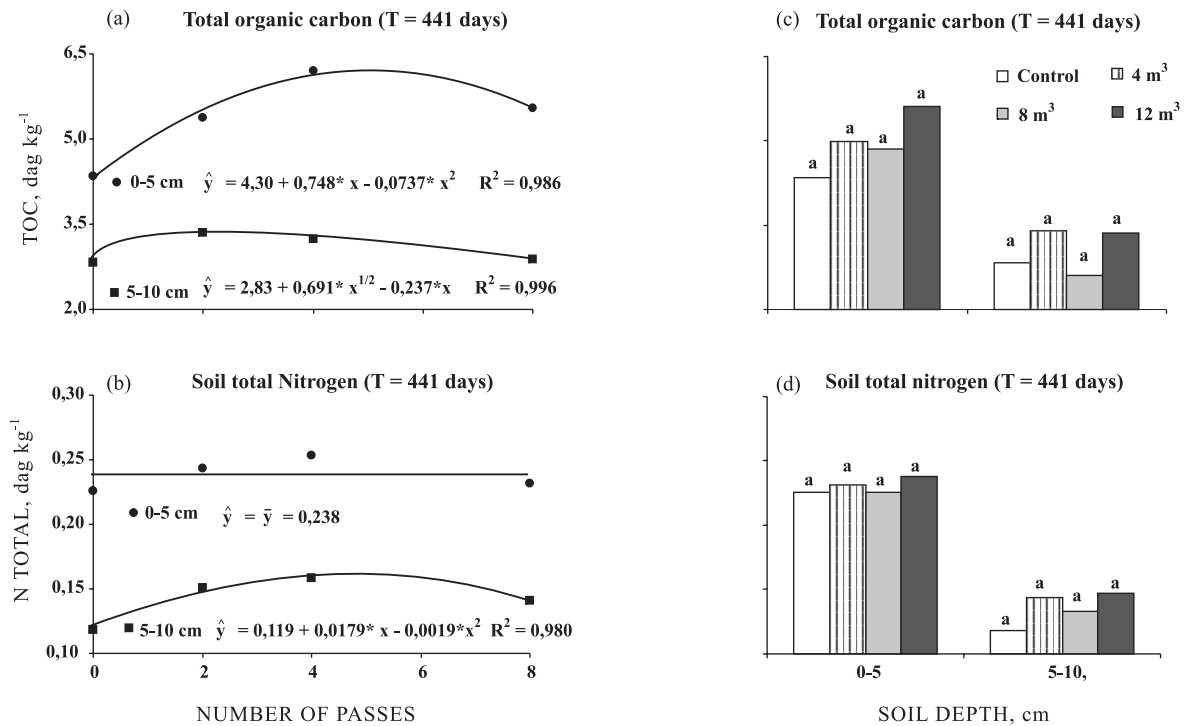 (a) Total organic carbon (T = 441 days)
TOC, dag kg-1
6,5
5,0
3,5
2,0
0-5 cm ŷ = 4,30 + 0,748* x - 0,0737* x² R² = 0,986
5-10 cm ŷ = 2,83 + 0,691* x1/2 - 0,237*x R² = 0,996
0 2 4 6 8
(c) Total organic carbon (T = 441 days)
Control 4 m³
8 m³ 12 m³
a a a a
a a a a
(b) Soil total Nitrogen (T = 441 days)
N TOTAL, dag kg-1
0,30
0,25
0,20
0,15
0,10
0-5 cm ŷ = ȳ = 0,238
5-10 cm ŷ = 0,119 + 0,0179* x - 0,0019*x² R² = 0,980
0 2 4 6 8
NUMBER OF PASSES
(d) Soil total nitrogen (T = 441 days)
a a a a
a a a a
0-5 5-10,
SOIL DEPTH, cm